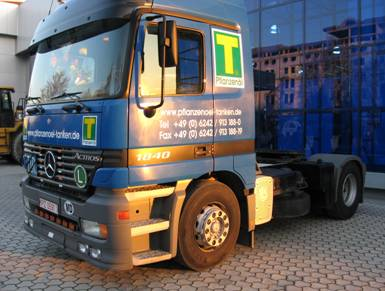 T
Pflanzenöl
www.pflanzenoel-tanken.de
Tel +49 (0) 6242 / 913 188-8
Fax +49 (0) 6242 / 913 188-19
1840
www.pflanzenoel-tanken.de
T
Actros
L